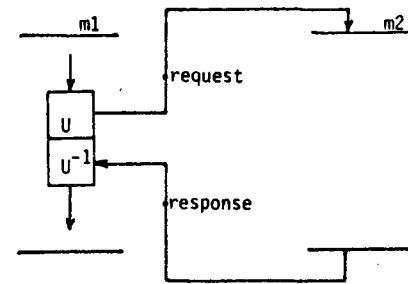 m1
m2
request
U
U⁻¹
response